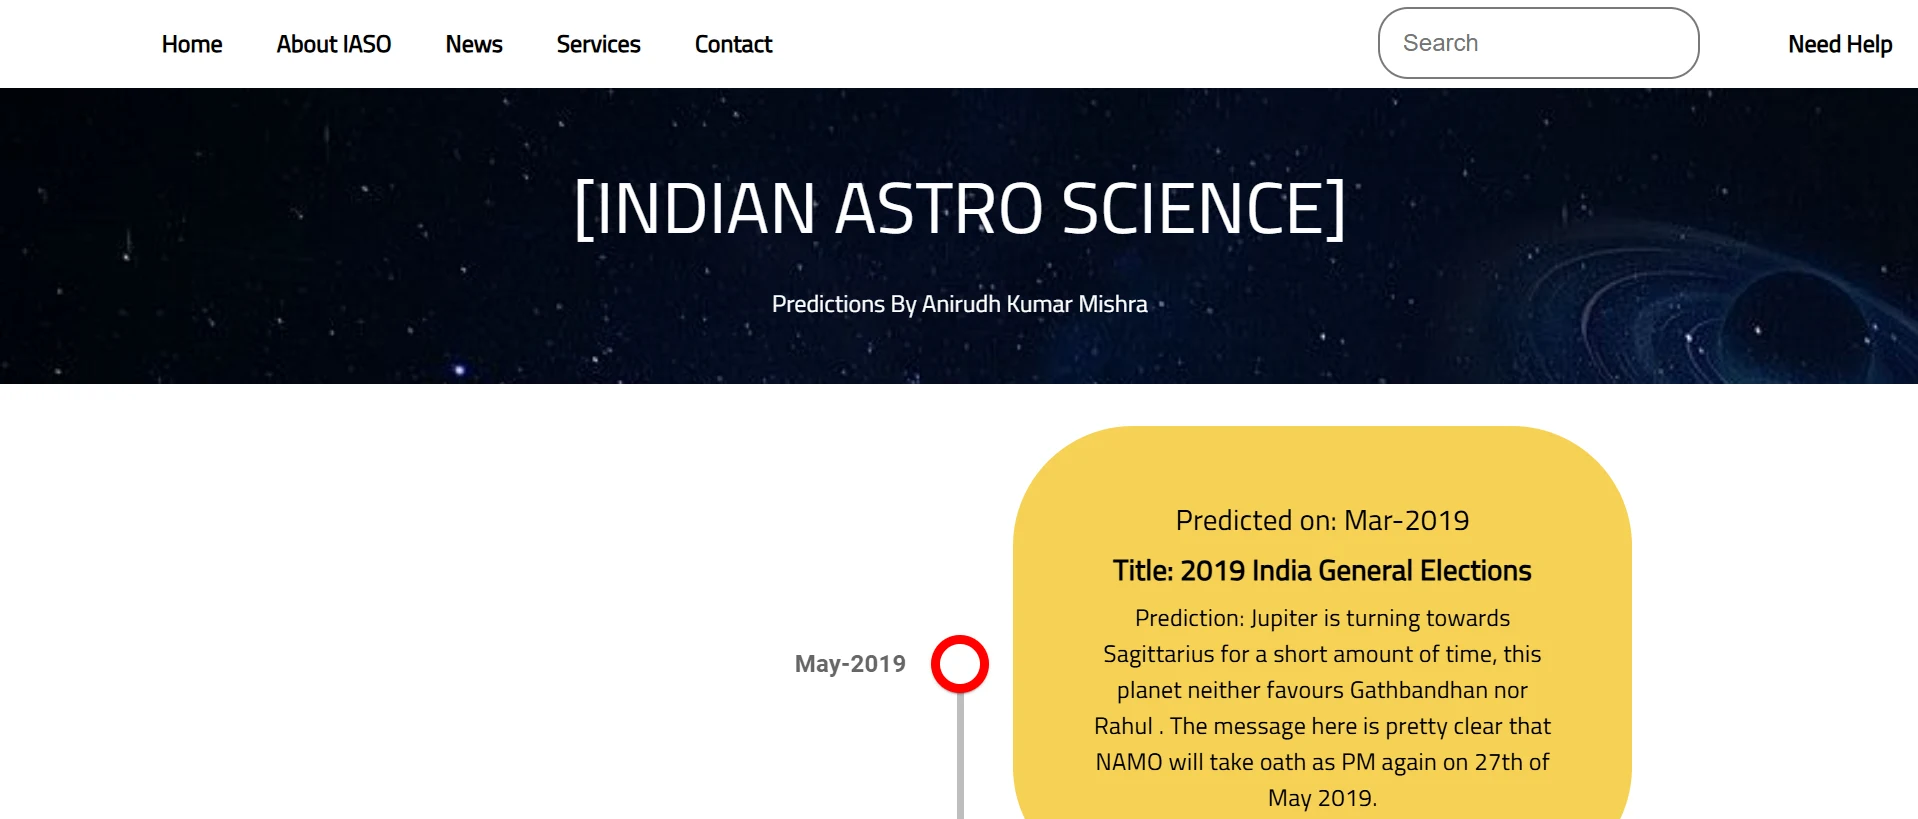 Home About IASO News Services Contact Search Need Help
[INDIAN ASTRO SCIENCE]
Predictions By Anirudh Kumar Mishra
Predicted on: Mar-2019
Title: 2019 India General Elections
Prediction: Jupiter is turning towards
Sagittarius for a short amount of time, this
planet neither favours Gathbandhan nor
Rahul . The message here is pretty clear that
NAMO will take oath as PM again on 27th of
May 2019.
May-2019